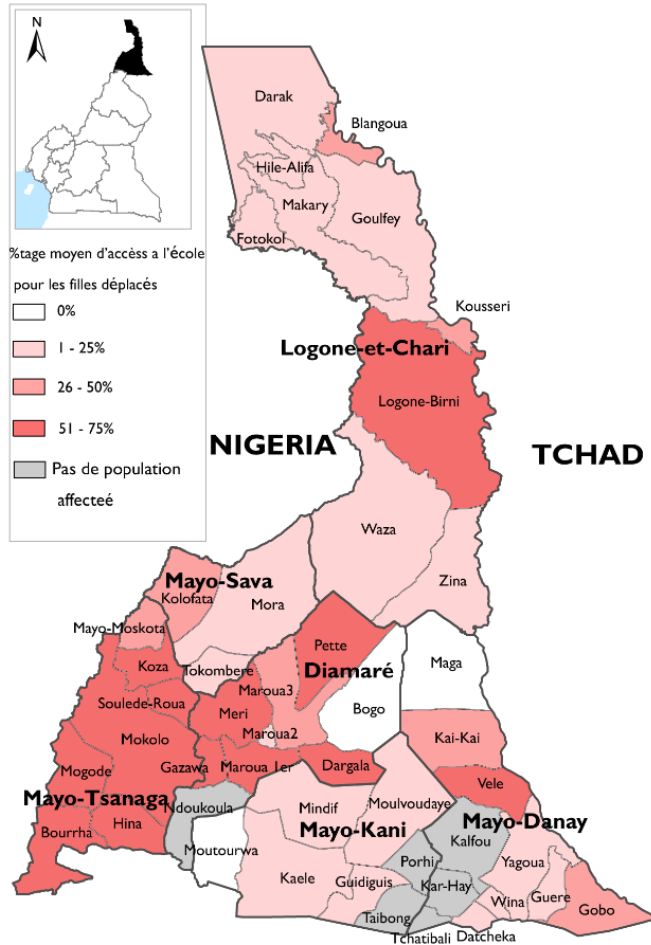 N
%tage moyen d'accès a l'école
pour les filles déplacés
0%
1 - 25%
26 - 50%
51 - 75%
Pas de population
affecteé
Darak
Blangoua
Hile-Alifa
Makary
Goulfey
Fotokol
Kousseri
Logone-et-Chari
Logone-Birni
NIGERIA
TCHAD
Waza
Zina
Mayo-Sava
Kolofata
Mora
Mayo-Moskota
Pette
Koza
Tokombere
Diamaré
Maga
Maroua3
Soulede-Roua
Meri
Bogo
Maroua2
Mokolo
Kai-Kai
Mogode
Gazawa
Maroua 1er
Dargala
Vele
Mayo-Tsanaga
Ndoukoula
Mindif
Moulvoudaye
Mayo-Danay
Bourrha
Hina
Mayo-Kani
Kalfou
Moutourwa
Porhi
Yagoua
Kaele
Guidiguis
Kar-Hay
Wina
Guere
Gobo
Taibong
Tchatibali
Datcheka